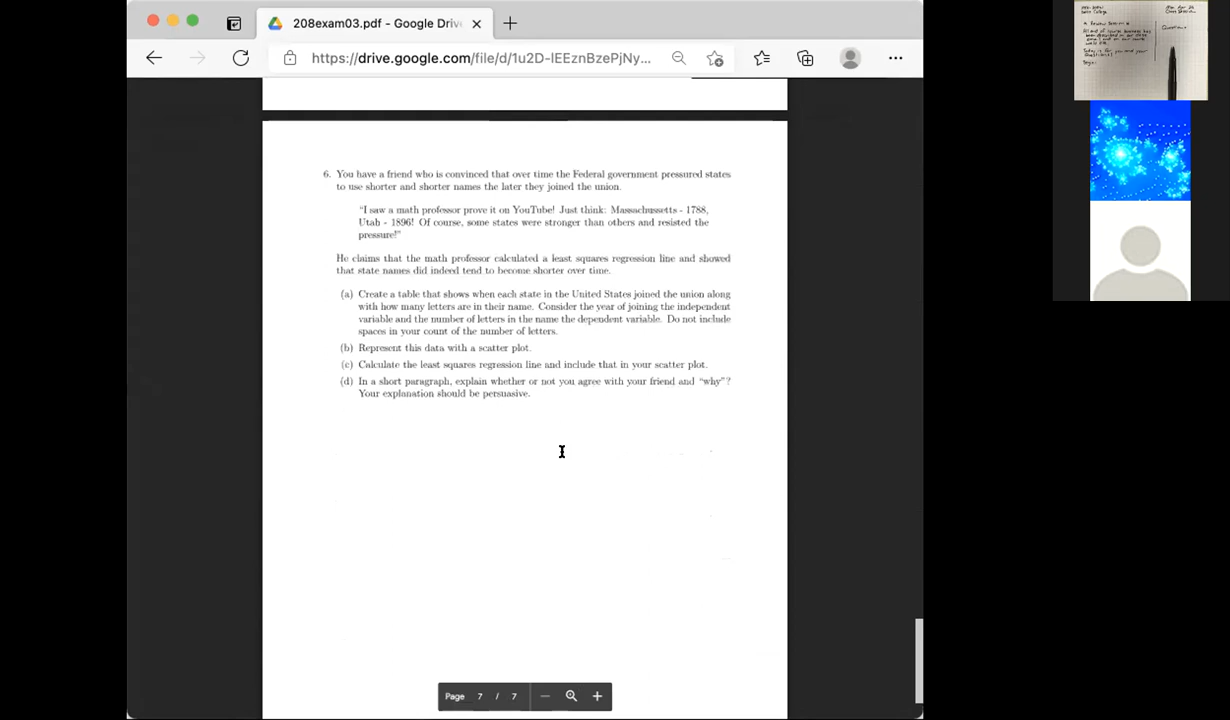 208exam03.pdf - Google Driv
https://drive.google.com/file/d/1u2D-lEEznBzePjNy...
6. You have a friend who is convinced that over time the Federal government pressured states
to use shorter and shorter names the later they joined the union.
“I saw a math professor prove it on YouTube! Just think: Massachussetts - 1788,
Utah - 1896! Of course, some states were stronger than others and resisted the
pressure!”
He claims that the math professor calculated a least squares regression line and showed
that state names did indeed tend to become shorter over time.
(a) Create a table that shows when each state in the United States joined the union along
with how many letters are in their name. Consider the year of joining the independent
variable and the number of letters in the name the dependent variable. Do not include
spaces in your count of the number of letters.
(b) Represent this data with a scatter plot.
(c) Calculate the least squares regression line and include that in your scatter plot.
(d) In a short paragraph, explain whether or not you agree with your friend and “why”?
Your explanation should be persuasive.
Page 7 / 7